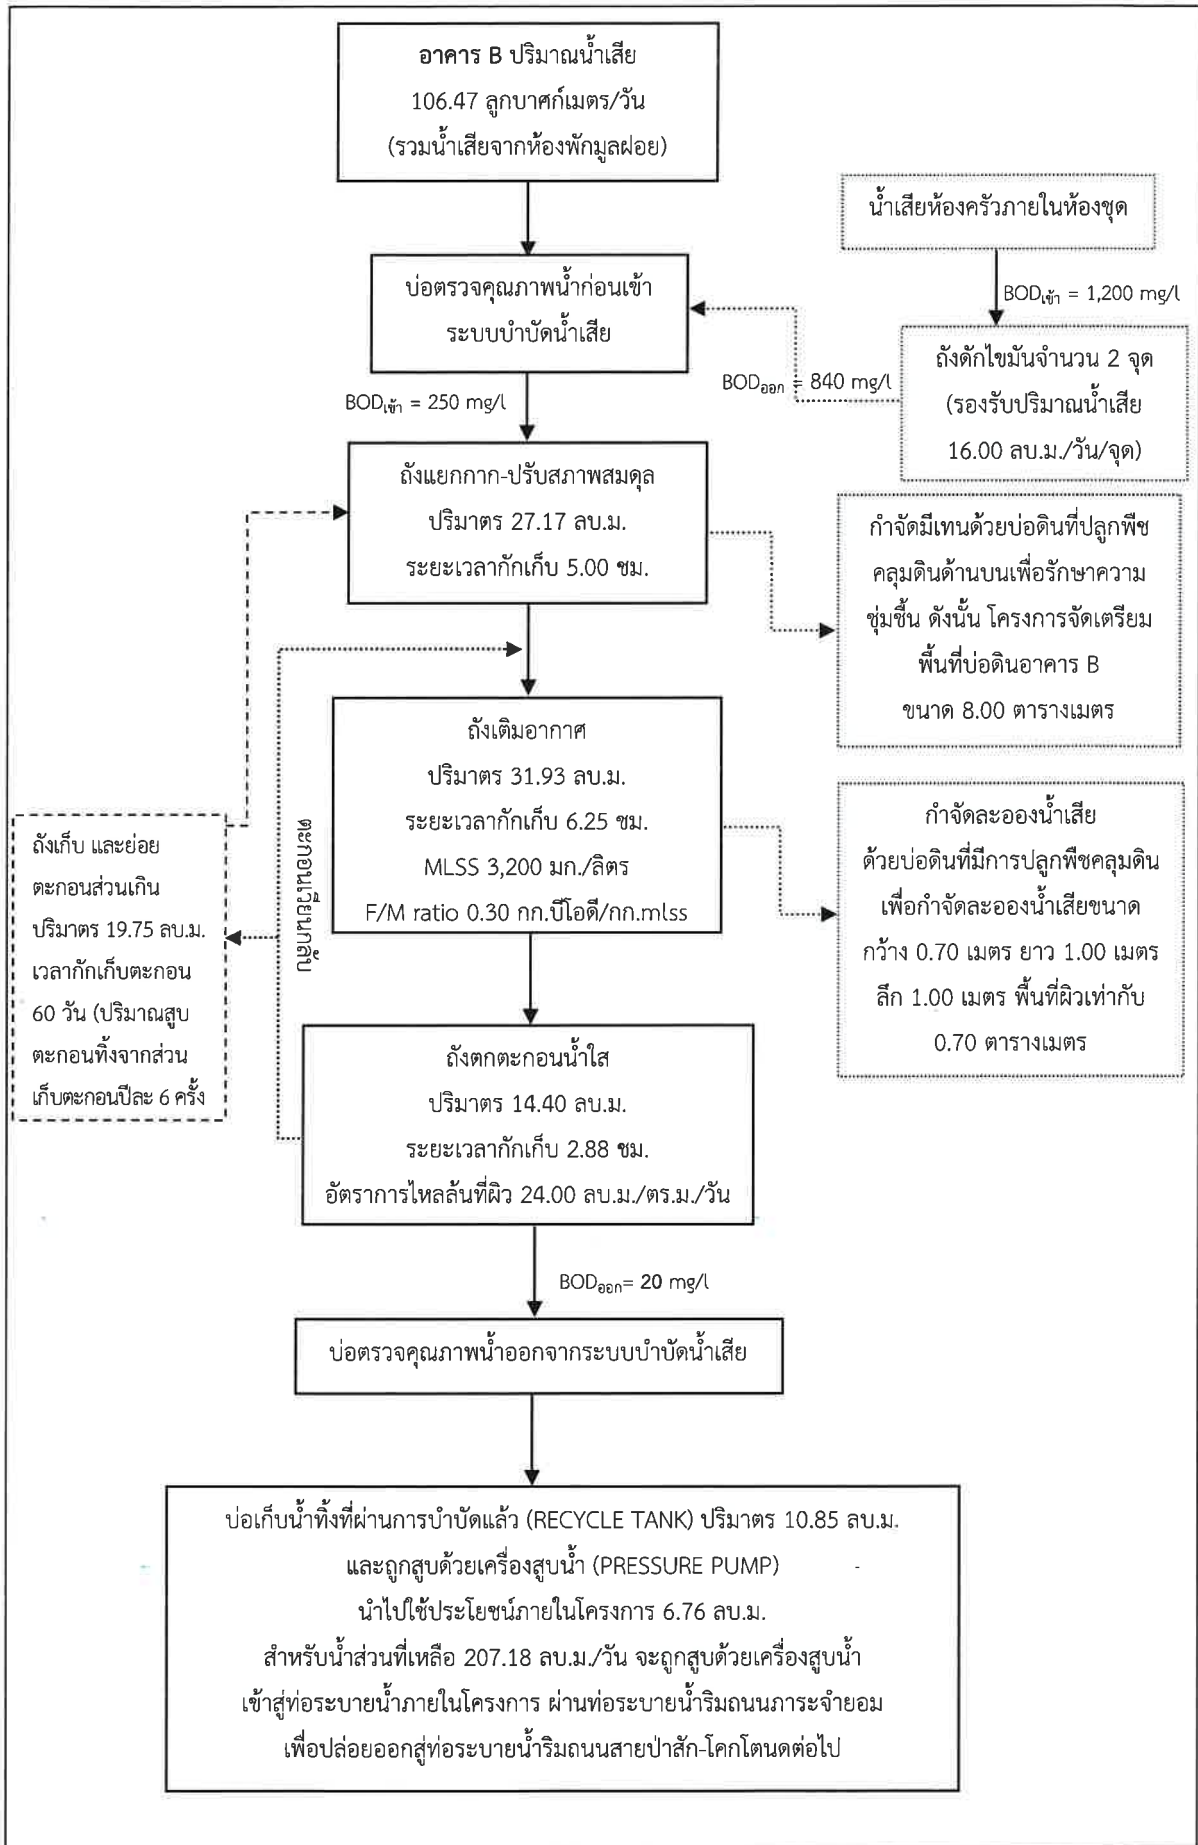 อาคาร B ปริมาณน้ำเสีย
106.47 ลูกบาศก์เมตร/วัน
(รวมน้ำเสียจากห้องพักมูลฝอย)
น้ำเสียห้องครัวภายในห้องชุด
BODเข้า = 1,200 mg/l
บ่อตรวจคุณภาพน้ำก่อนเข้า
ระบบบำบัดน้ำเสีย
ถังดักไขมันจำนวน 2 จุด
(รองรับปริมาณน้ำเสีย
16.00 ลบ.ม./วัน/จุด)
BODออก = 840 mg/l
BODเข้า = 250 mg/l
ถังแยกกาก-ปรับสภาพสมดุล
ปริมาตร 27.17 ลบ.ม.
ระยะเวลากักเก็บ 5.00 ชม.
กำจัดมีเทนด้วยบ่อดินที่ปลูกพืช
คลุมดินด้านบนเพื่อรักษาความ
ชุ่มชื้น ดังนั้น โครงการจัดเตรียม
พื้นที่บ่อดินอาคาร B
ขนาด 8.00 ตารางเมตร
ถังเติมอากาศ
ปริมาตร 31.93 ลบ.ม.
ระยะเวลากักเก็บ 6.25 ชม.
MLSS 3,200 มก./ลิตร
F/M ratio 0.30 กก.บีโอดี/กก.mlss
กำจัดละอองน้ำเสีย
ด้วยบ่อดินที่มีการปลูกพืชคลุมดิน
เพื่อกำจัดละอองน้ำเสียขนาด
กว้าง 0.70 เมตร ยาว 1.00 เมตร
ลึก 1.00 เมตร พื้นที่ผิวเท่ากับ
0.70 ตารางเมตร
ตะกอนเวียนกลับ
ถังเก็บ และย่อย
ตะกอนส่วนเกิน
ปริมาตร 19.75 ลบ.ม.
เวลากักเก็บตะกอน
60 วัน (ปริมาณสูบ
ตะกอนทิ้งจากส่วน
เก็บตะกอนปีละ 6 ครั้ง
ถังตกตะกอนน้ำใส
ปริมาตร 14.40 ลบ.ม.
ระยะเวลากักเก็บ 2.88 ชม.
อัตราการไหลล้นที่ผิว 24.00 ลบ.ม./ตร.ม./วัน
BODออก= 20 mg/l
บ่อตรวจคุณภาพน้ำออกจากระบบบำบัดน้ำเสีย
บ่อเก็บน้ำทิ้งที่ผ่านการบำบัดแล้ว (RECYCLE TANK) ปริมาตร 10.85 ลบ.ม.
และถูกสูบด้วยเครื่องสูบน้ำ (PRESSURE PUMP)
นำไปใช้ประโยชน์ภายในโครงการ 6.76 ลบ.ม.
สำหรับน้ำส่วนที่เหลือ 207.18 ลบ.ม./วัน จะถูกสูบด้วยเครื่องสูบน้ำ
เข้าสู่ท่อระบายน้ำภายในโครงการ ผ่านท่อระบายน้ำริมถนนภาระจำยอม
เพื่อปล่อยออกสู่ท่อระบายน้ำริมถนนสายป่าสัก-โคกโตนดต่อไป